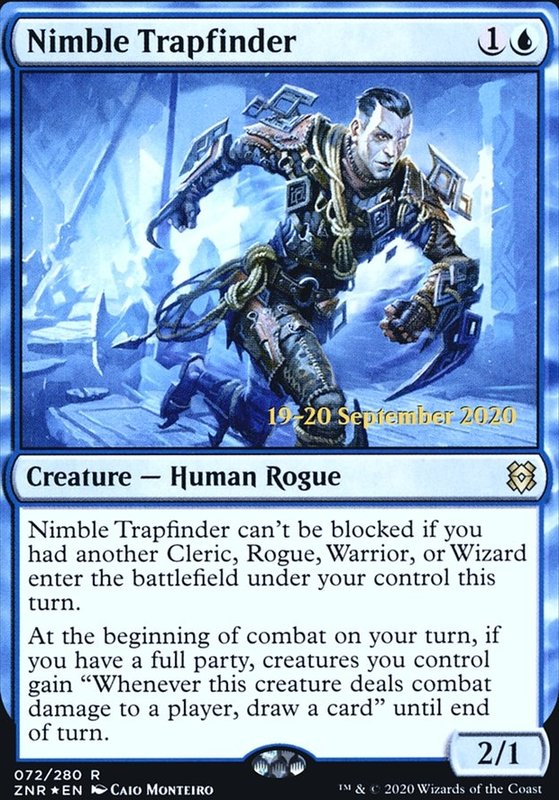 Nimble Trapfinder 1
19-20 September 2020
Creature — Human Rogue
Nimble Trapfinder can't be blocked if you
had another Cleric, Rogue, Warrior, or Wizard
enter the battlefield under your control this
turn.
At the beginning of combat on your turn, if
you have a full party, creatures you control
gain “Whenever this creature deals combat
damage to a player, draw a card” until end
of turn.
2/1
072/280 R
ZNR ★ EN Caio Monteiro
™ & © 2020 Wizards of the Coast